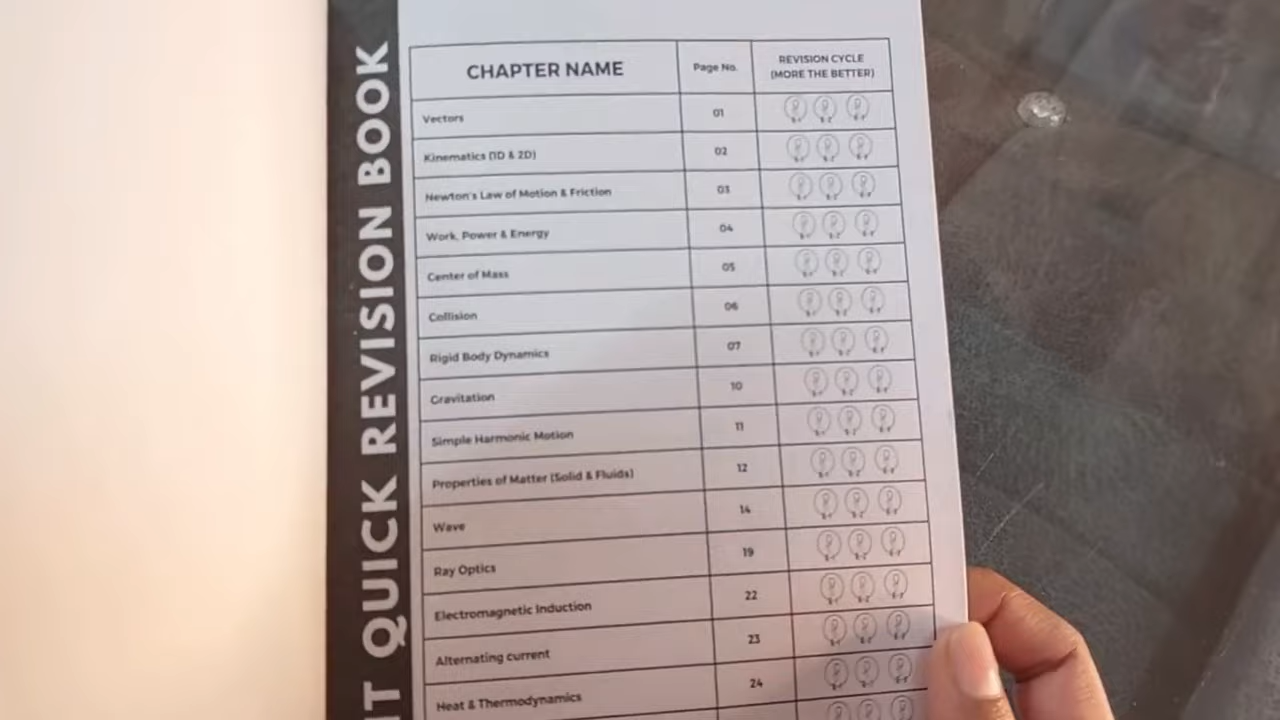 QUICK REVISION BOOK
CHAPTER NAME Page No. REVISION CYCLE
(MORE THE BETTER)
Vectors 01
Kinematics (1D & 2D) 02
Newton's Law of Motion & Friction 03
Work, Power & Energy 04
Center of Mass 05
Collision 06
Rigid Body Dynamics 07
Gravitation 10
Simple Harmonic Motion 11
Properties of Matter (Solid & Fluids) 12
Wave 14
Ray Optics 19
Electromagnetic Induction 22
Alternating current 23
Heat & Thermodynamics 24